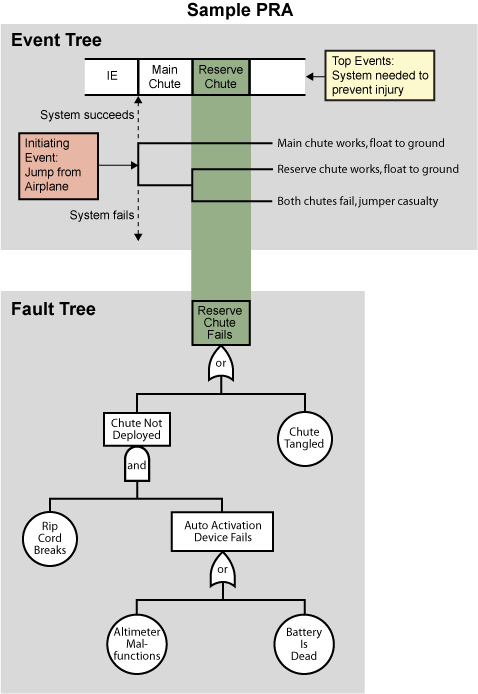 Sample PRA
Event Tree
IE
Main
Chute
Reserve
Chute
Top Events:
System needed to
prevent injury
System succeeds
Initiating
Event:
Jump from
Airplane
Main chute works, float to ground
Reserve chute works, float to ground
Both chutes fail, jumper casualty
System fails
Fault Tree
Reserve
Chute
Fails
or
Chute Not
Deployed
Chute
Tangled
and
Rip
Cord
Breaks
Auto Activation
Device Fails
or
Altimeter
Mal-
functions
Battery
Is
Dead